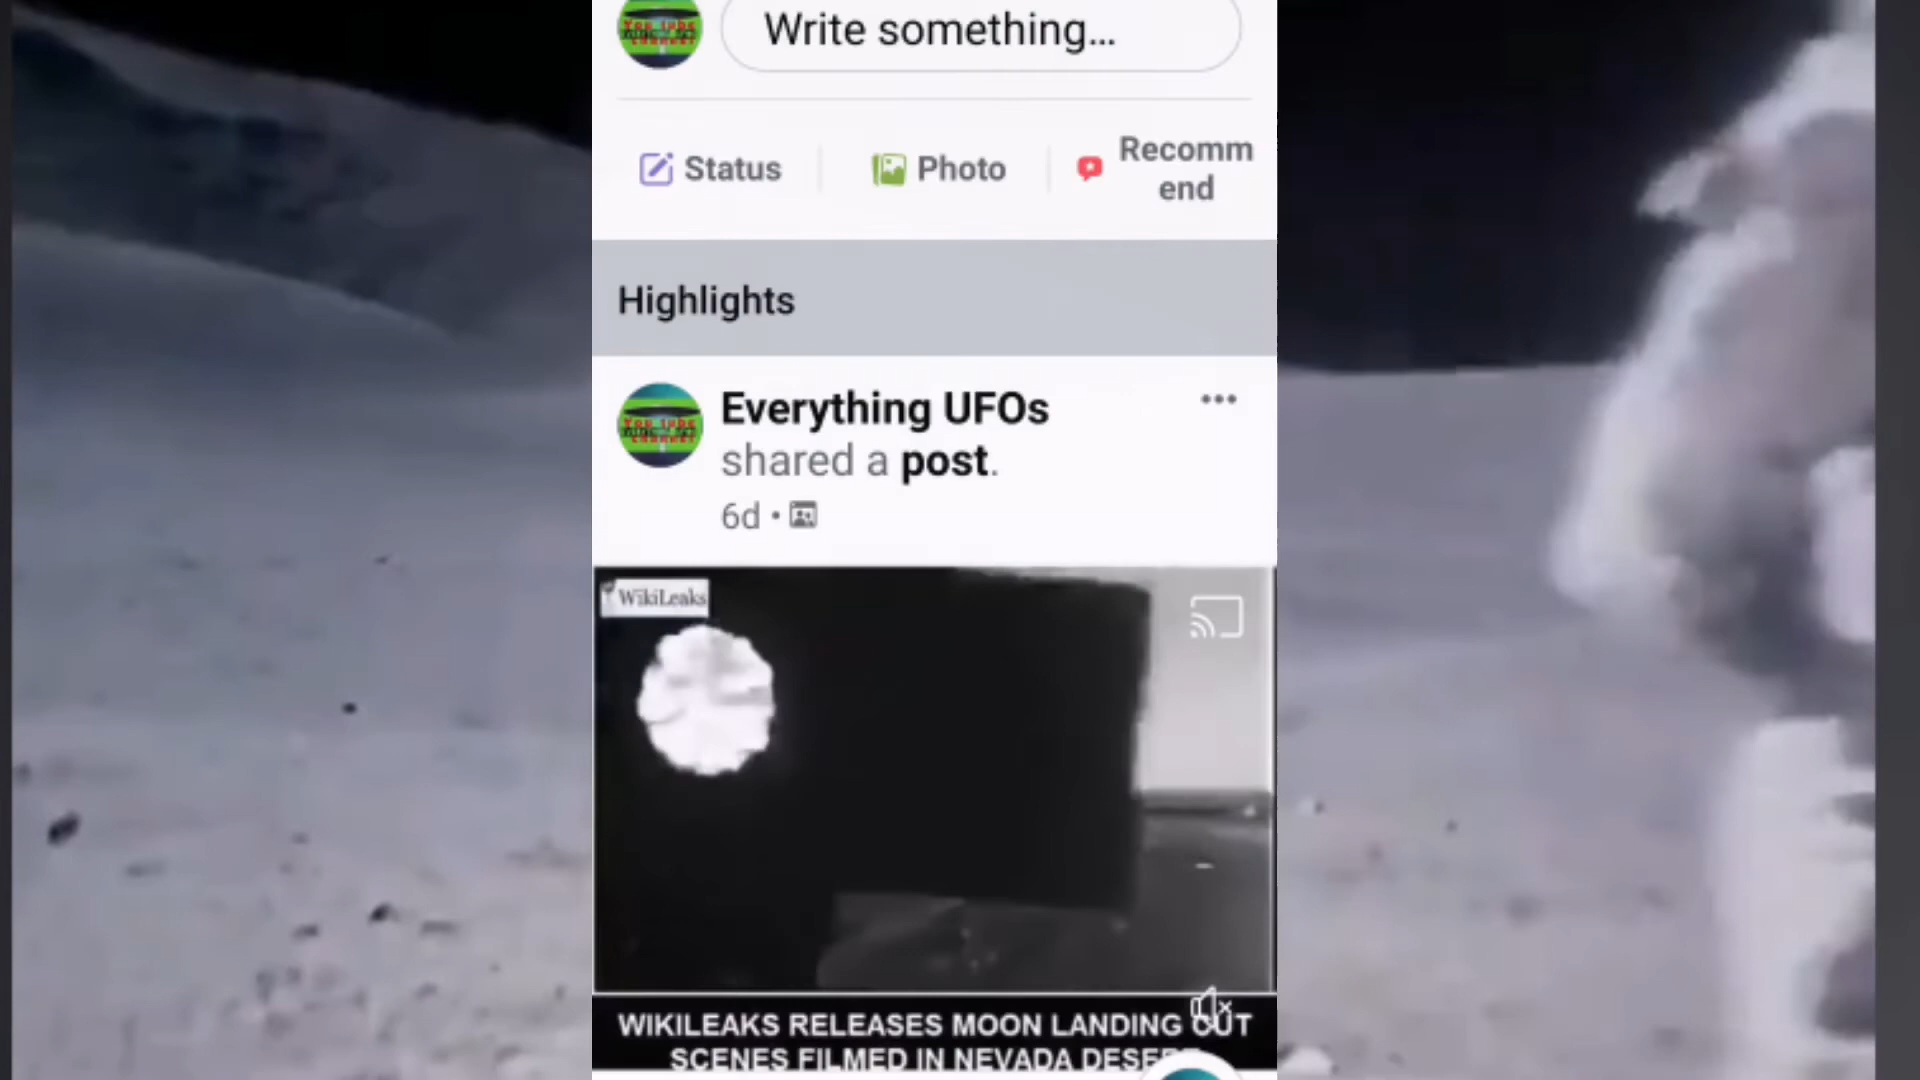 Write something...
Status
Photo
Recomm
end
Highlights
Everything UFOs
shared a post.
6d •
WikiLeaks
WIKILEAKS RELEASES MOON LANDING CUT
SCENES FILMED IN NEVADA DESERT